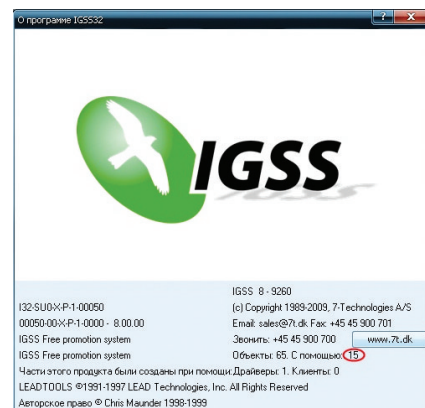 О программе IGSS32
IGSS
IGSS 8 - 9260
I32-SU0-X-P-1-00050
(c) Copyright 1989-2009, 7-Technologies A/S
00050-00-X-P-1-0000 - 8.00.00
Email: sales@7t.dk Fax: +45 45 900 701
IGSS Free promotion system
Звонить: +45 45 900 700
www.7t.dk
IGSS Free promotion system
Объекты: 65. С помощью: 15
Части этого продукта были созданы при помощи: Драйверы: 1. Клиенты: 0
LEADTOOLS ©1991-1997 LEAD Technologies, Inc. All Rights Reserved
Авторское право © Chris Maunder 1998-1999